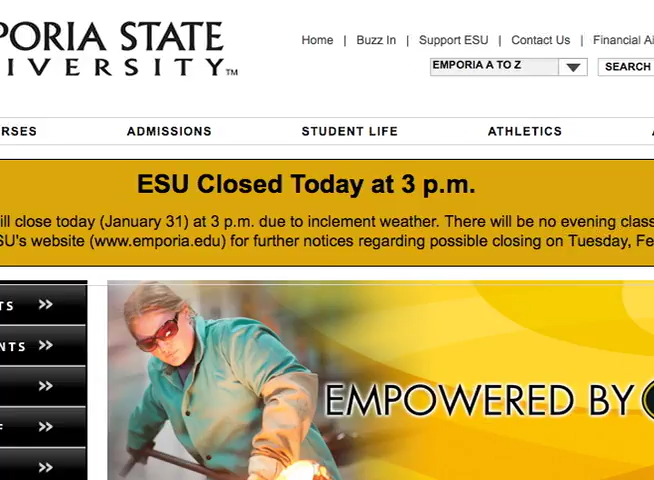 PORIA STATE
IVERSITY™
Home | Buzz In | Support ESU | Contact Us | Financial Ai
EMPORIA A TO Z
SEARCH
RSES ADMISSIONS STUDENT LIFE ATHLETICS
ESU Closed Today at 3 p.m.
ill close today (January 31) at 3 p.m. due to inclement weather. There will be no evening class
SU's website (www.emporia.edu) for further notices regarding possible closing on Tuesday, Fe
TS »
NTS »
»
F »
»
EMPOWERED BY